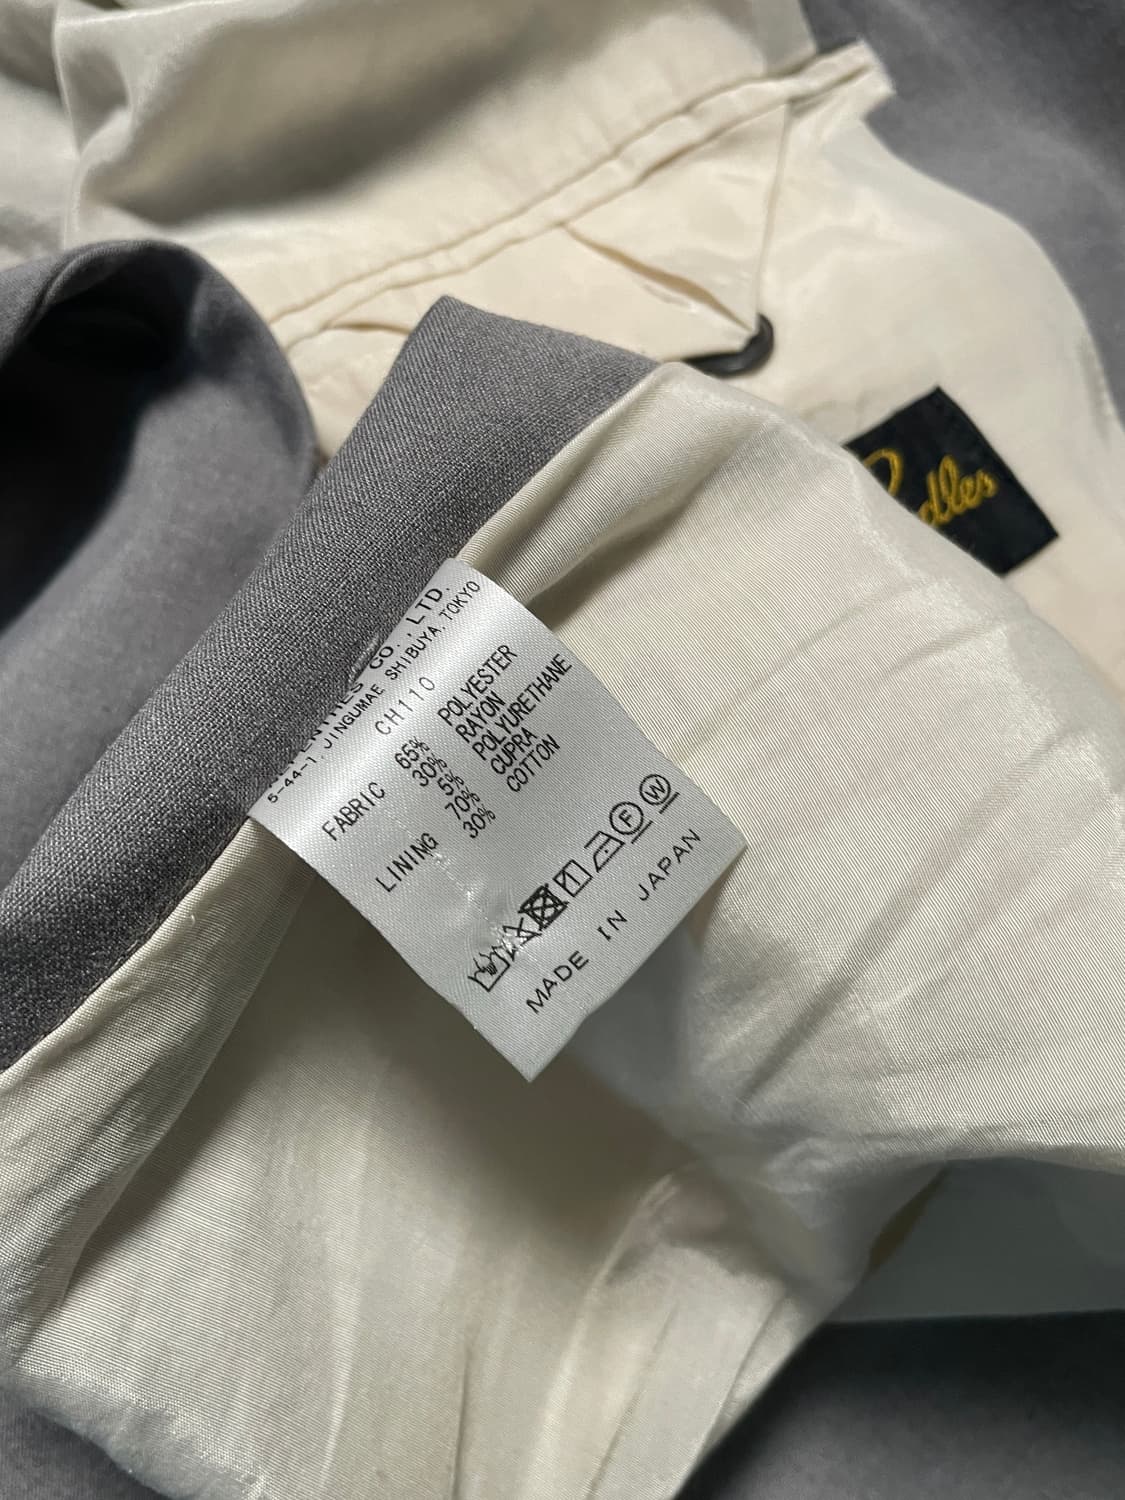 CO., LTD.
5-44-1, JINGUMAE SHIBUYA, TOKYO
CH110
FABRIC 65% POLYESTER
30% RAYON
5% POLYURETHANE
LINING 70% CUPRA
30% COTTON
F W
MADE IN JAPAN